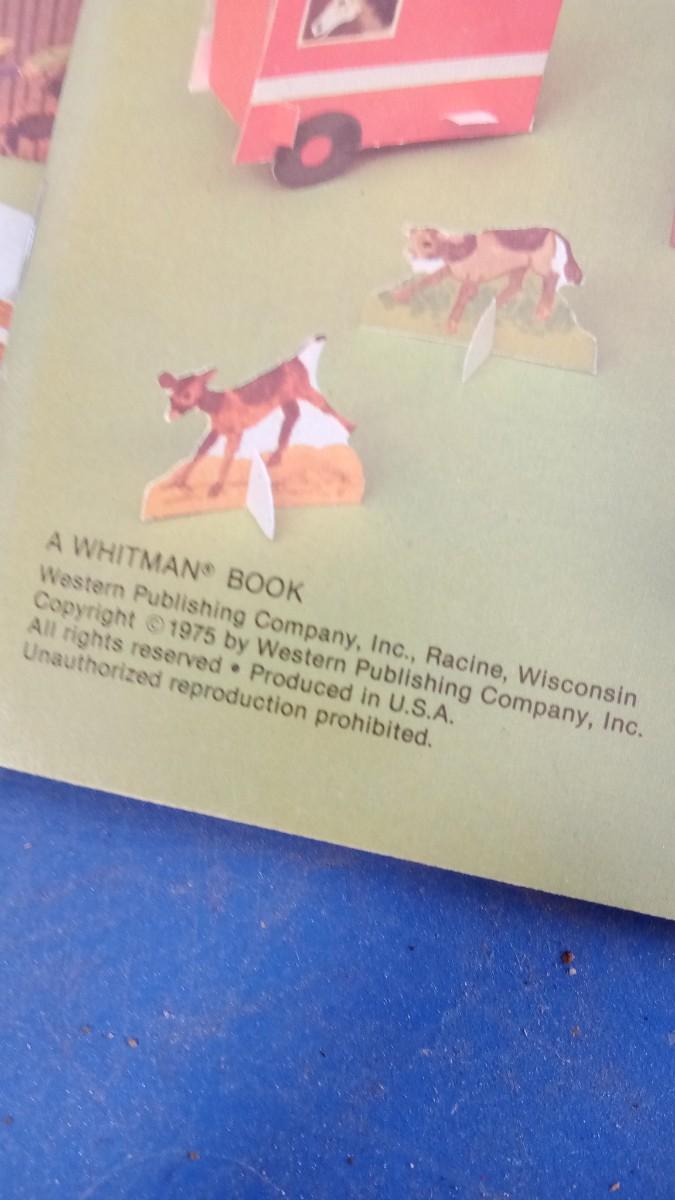 A WHITMAN® BOOK
Western Publishing Company, Inc., Racine, Wisconsin
Copyright ©1975 by Western Publishing Company, Inc.
All rights reserved • Produced in U.S.A.
Unauthorized reproduction prohibited.